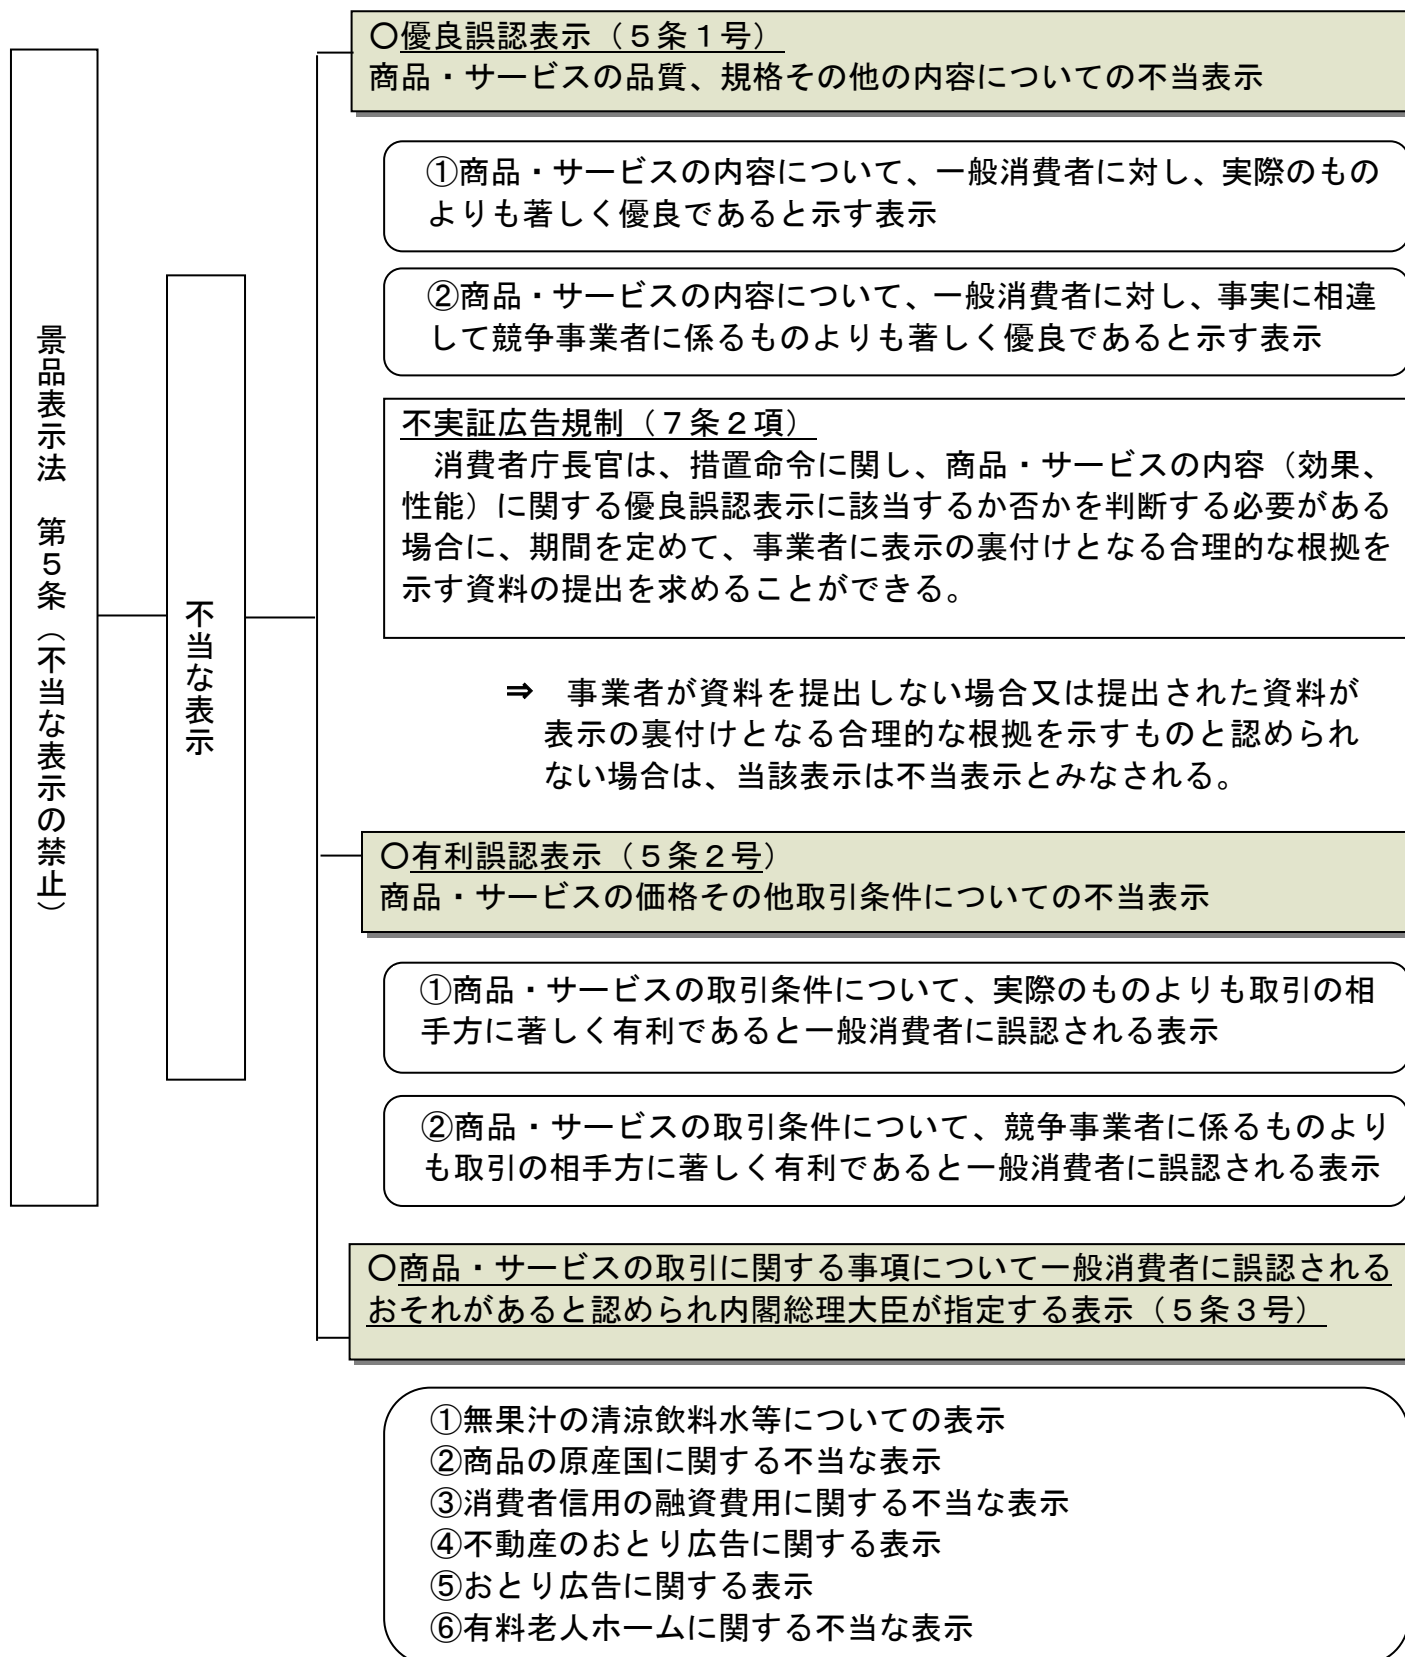 景品表示法　第５条（不当な表示の禁止）
不当な表示
〇優良誤認表示（５条１号）
商品・サービスの品質、規格その他の内容についての不当表示
①商品・サービスの内容について、一般消費者に対し、実際のもの
よりも著しく優良であると示す表示
②商品・サービスの内容について、一般消費者に対し、事実に相違
して競争事業者に係るものよりも著しく優良であると示す表示
不実証広告規制（７条２項）
　消費者庁長官は、措置命令に関し、商品・サービスの内容（効果、
性能）に関する優良誤認表示に該当するか否かを判断する必要がある
場合に、期間を定めて、事業者に表示の裏付けとなる合理的な根拠を
示す資料の提出を求めることができる。
⇒　事業者が資料を提出しない場合又は提出された資料が
表示の裏付けとなる合理的な根拠を示すものと認められ
ない場合は、当該表示は不当表示とみなされる。
〇有利誤認表示（５条２号）
商品・サービスの価格その他取引条件についての不当表示
①商品・サービスの取引条件について、実際のものよりも取引の相
手方に著しく有利であると一般消費者に誤認される表示
②商品・サービスの取引条件について、競争事業者に係るものより
も取引の相手方に著しく有利であると一般消費者に誤認される表示
〇商品・サービスの取引に関する事項について一般消費者に誤認される
おそれがあると認められ内閣総理大臣が指定する表示（５条３号）
①無果汁の清涼飲料水等についての表示
②商品の原産国に関する不当な表示
③消費者信用の融資費用に関する不当な表示
④不動産のおとり広告に関する表示
⑤おとり広告に関する表示
⑥有料老人ホームに関する不当な表示